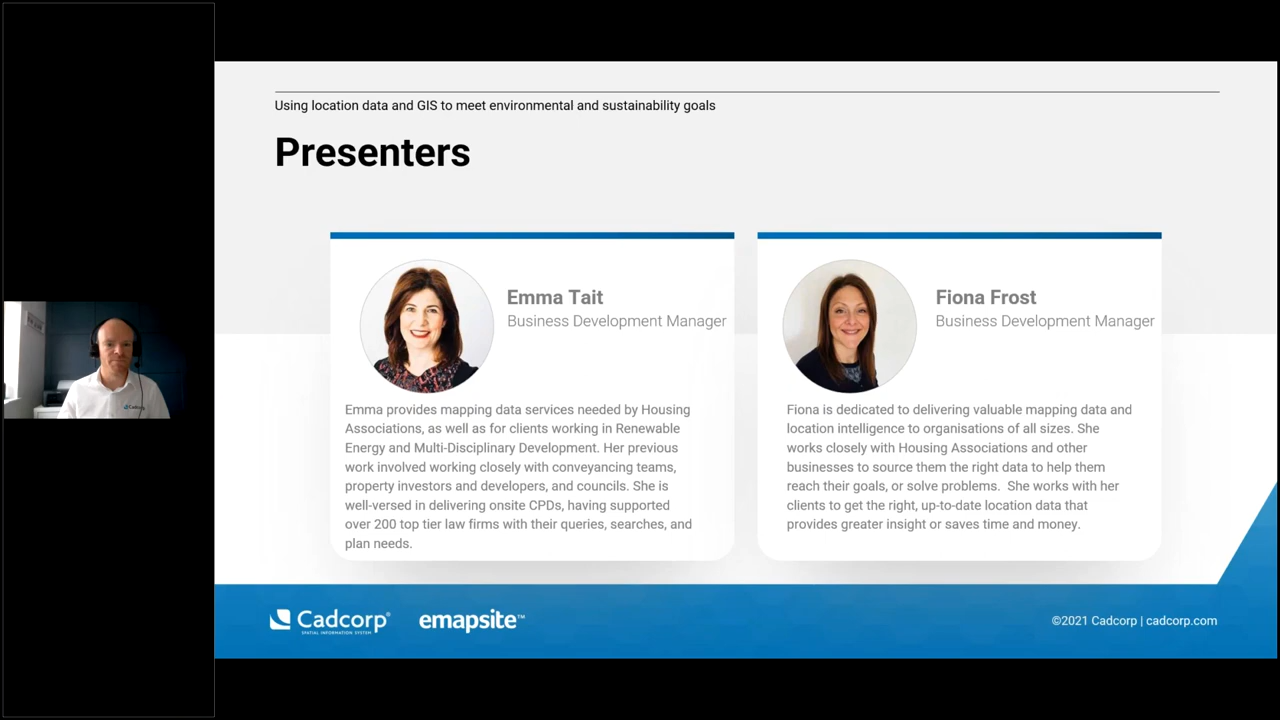 Using location data and GIS to meet environmental and sustainability goals
Presenters
Emma Tait
Business Development Manager
Emma provides mapping data services needed by Housing
Associations, as well as for clients working in Renewable
Energy and Multi-Disciplinary Development. Her previous
work involved working closely with conveyancing teams,
property investors and developers, and councils. She is
well-versed in delivering onsite CPDs, having supported
over 200 top tier law firms with their queries, searches, and
plan needs.
Fiona Frost
Business Development Manager
Fiona is dedicated to delivering valuable mapping data and
location intelligence to organisations of all sizes. She
works closely with Housing Associations and other
businesses to source them the right data to help them
reach their goals, or solve problems.  She works with her
clients to get the right, up-to-date location data that
provides greater insight or saves time and money.
Cadcorp
Cadcorp®
SPATIAL INFORMATION SYSTEM
emapsite™
©2021 Cadcorp | cadcorp.com